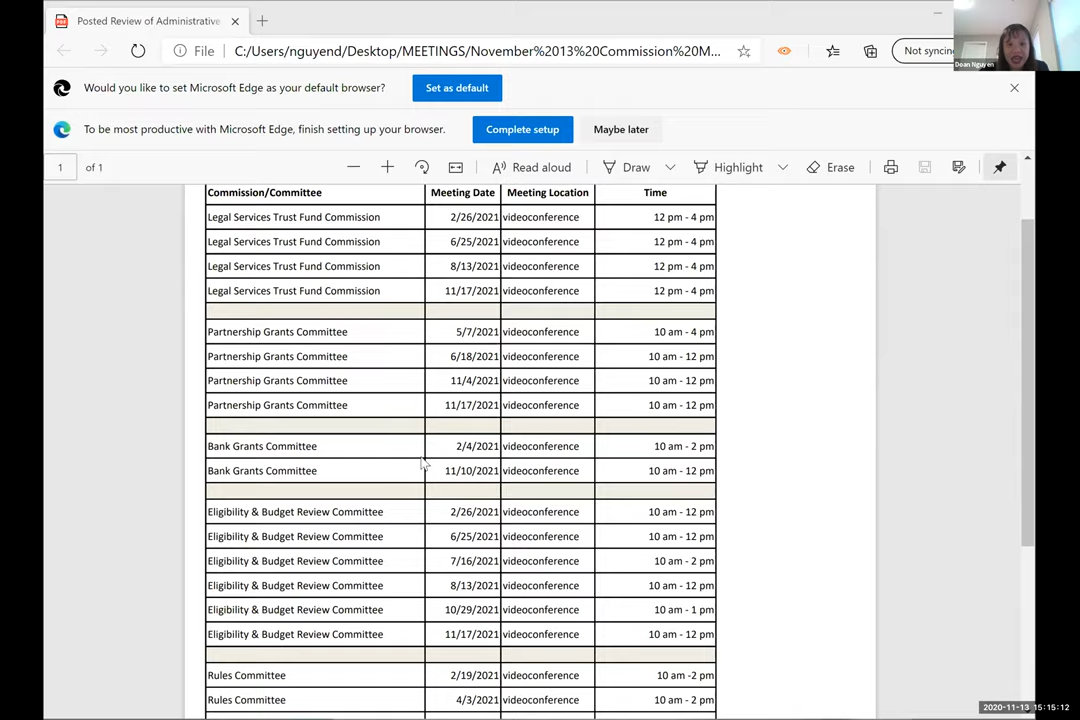 Posted Review of Administrative
File C:/Users/nguyend/Desktop/MEETINGS/November%2013%20Commission%20M... Not syncing
Doan Nguyen
Would you like to set Microsoft Edge as your default browser? Set as default
To be most productive with Microsoft Edge, finish setting up your browser. Complete setup Maybe later
1 of 1 Read aloud Draw Highlight Erase
Commission/Committee Meeting Date Meeting Location Time
Legal Services Trust Fund Commission 2/26/2021 videoconference 12 pm - 4 pm
Legal Services Trust Fund Commission 6/25/2021 videoconference 12 pm - 4 pm
Legal Services Trust Fund Commission 8/13/2021 videoconference 12 pm - 4 pm
Legal Services Trust Fund Commission 11/17/2021 videoconference 12 pm - 4 pm
Partnership Grants Committee 5/7/2021 videoconference 10 am - 4 pm
Partnership Grants Committee 6/18/2021 videoconference 10 am - 12 pm
Partnership Grants Committee 11/4/2021 videoconference 10 am - 12 pm
Partnership Grants Committee 11/17/2021 videoconference 10 am - 12 pm
Bank Grants Committee 2/4/2021 videoconference 10 am - 2 pm
Bank Grants Committee 11/10/2021 videoconference 10 am - 12 pm
Eligibility & Budget Review Committee 2/26/2021 videoconference 10 am - 12 pm
Eligibility & Budget Review Committee 6/25/2021 videoconference 10 am - 12 pm
Eligibility & Budget Review Committee 7/16/2021 videoconference 10 am - 2 pm
Eligibility & Budget Review Committee 8/13/2021 videoconference 10 am - 12 pm
Eligibility & Budget Review Committee 10/29/2021 videoconference 10 am - 1 pm
Eligibility & Budget Review Committee 11/17/2021 videoconference 10 am - 12 pm
Rules Committee 2/19/2021 videoconference 10 am -2 pm
Rules Committee 4/3/2021 videoconference 10 am - 2 pm
2020-11-13 15:15:12